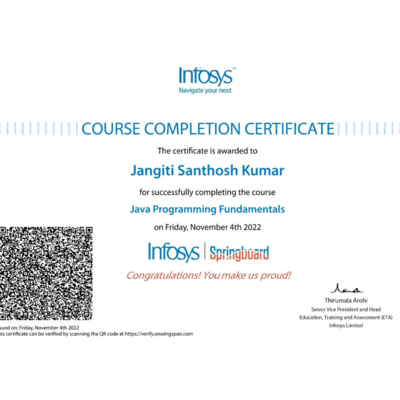 Infosys™
Navigate your next
COURSE COMPLETION CERTIFICATE
The certificate is awarded to
Jangiti Santhosh Kumar
for successfully completing the course
Java Programming Fundamentals
on Friday, November 4th 2022
Infosys | Springboard
Congratulations! You make us proud!
Thirumala Arohi
Senior Vice President and Head
Education, Training and Assessment (ETA)
Infosys Limited
sued on: Friday, November 4th 2022
is certificate can be verified by scanning the QR code at https://verify.onwingspan.com